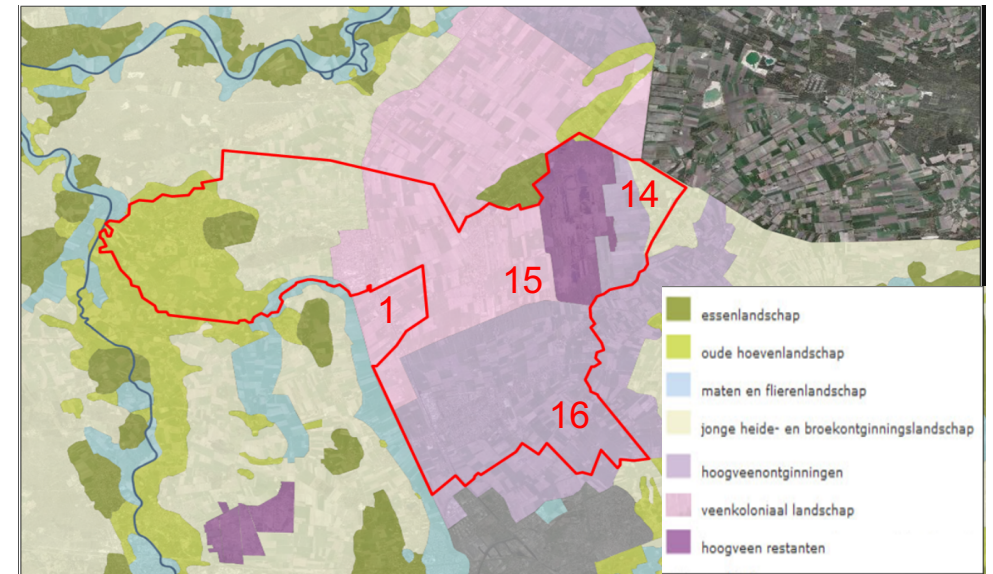 14
15
1
16
essenlandschap
oude hoevenlandschap
maten en flierenlandschap
jonge heide- en broekontginningslandschap
hoogveenontginningen
veenkoloniaal landschap
hoogveen restanten